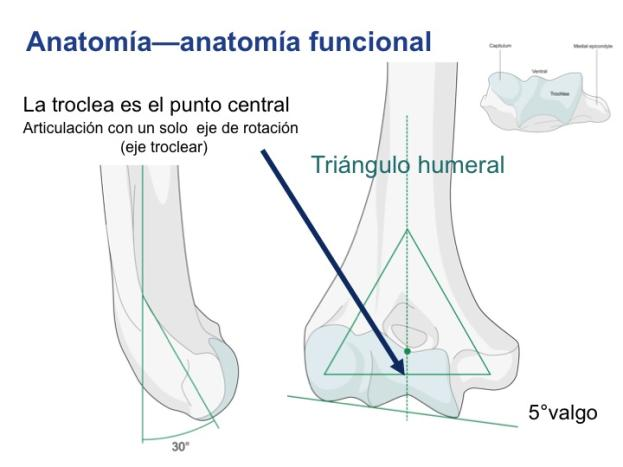 Anatomía—anatomía funcional
Capitulum
Medial epicondyle
Ventral
Trochlea
La troclea es el punto central
Articulación con un solo eje de rotación
(eje troclear)
Triángulo humeral
5°valgo
30°